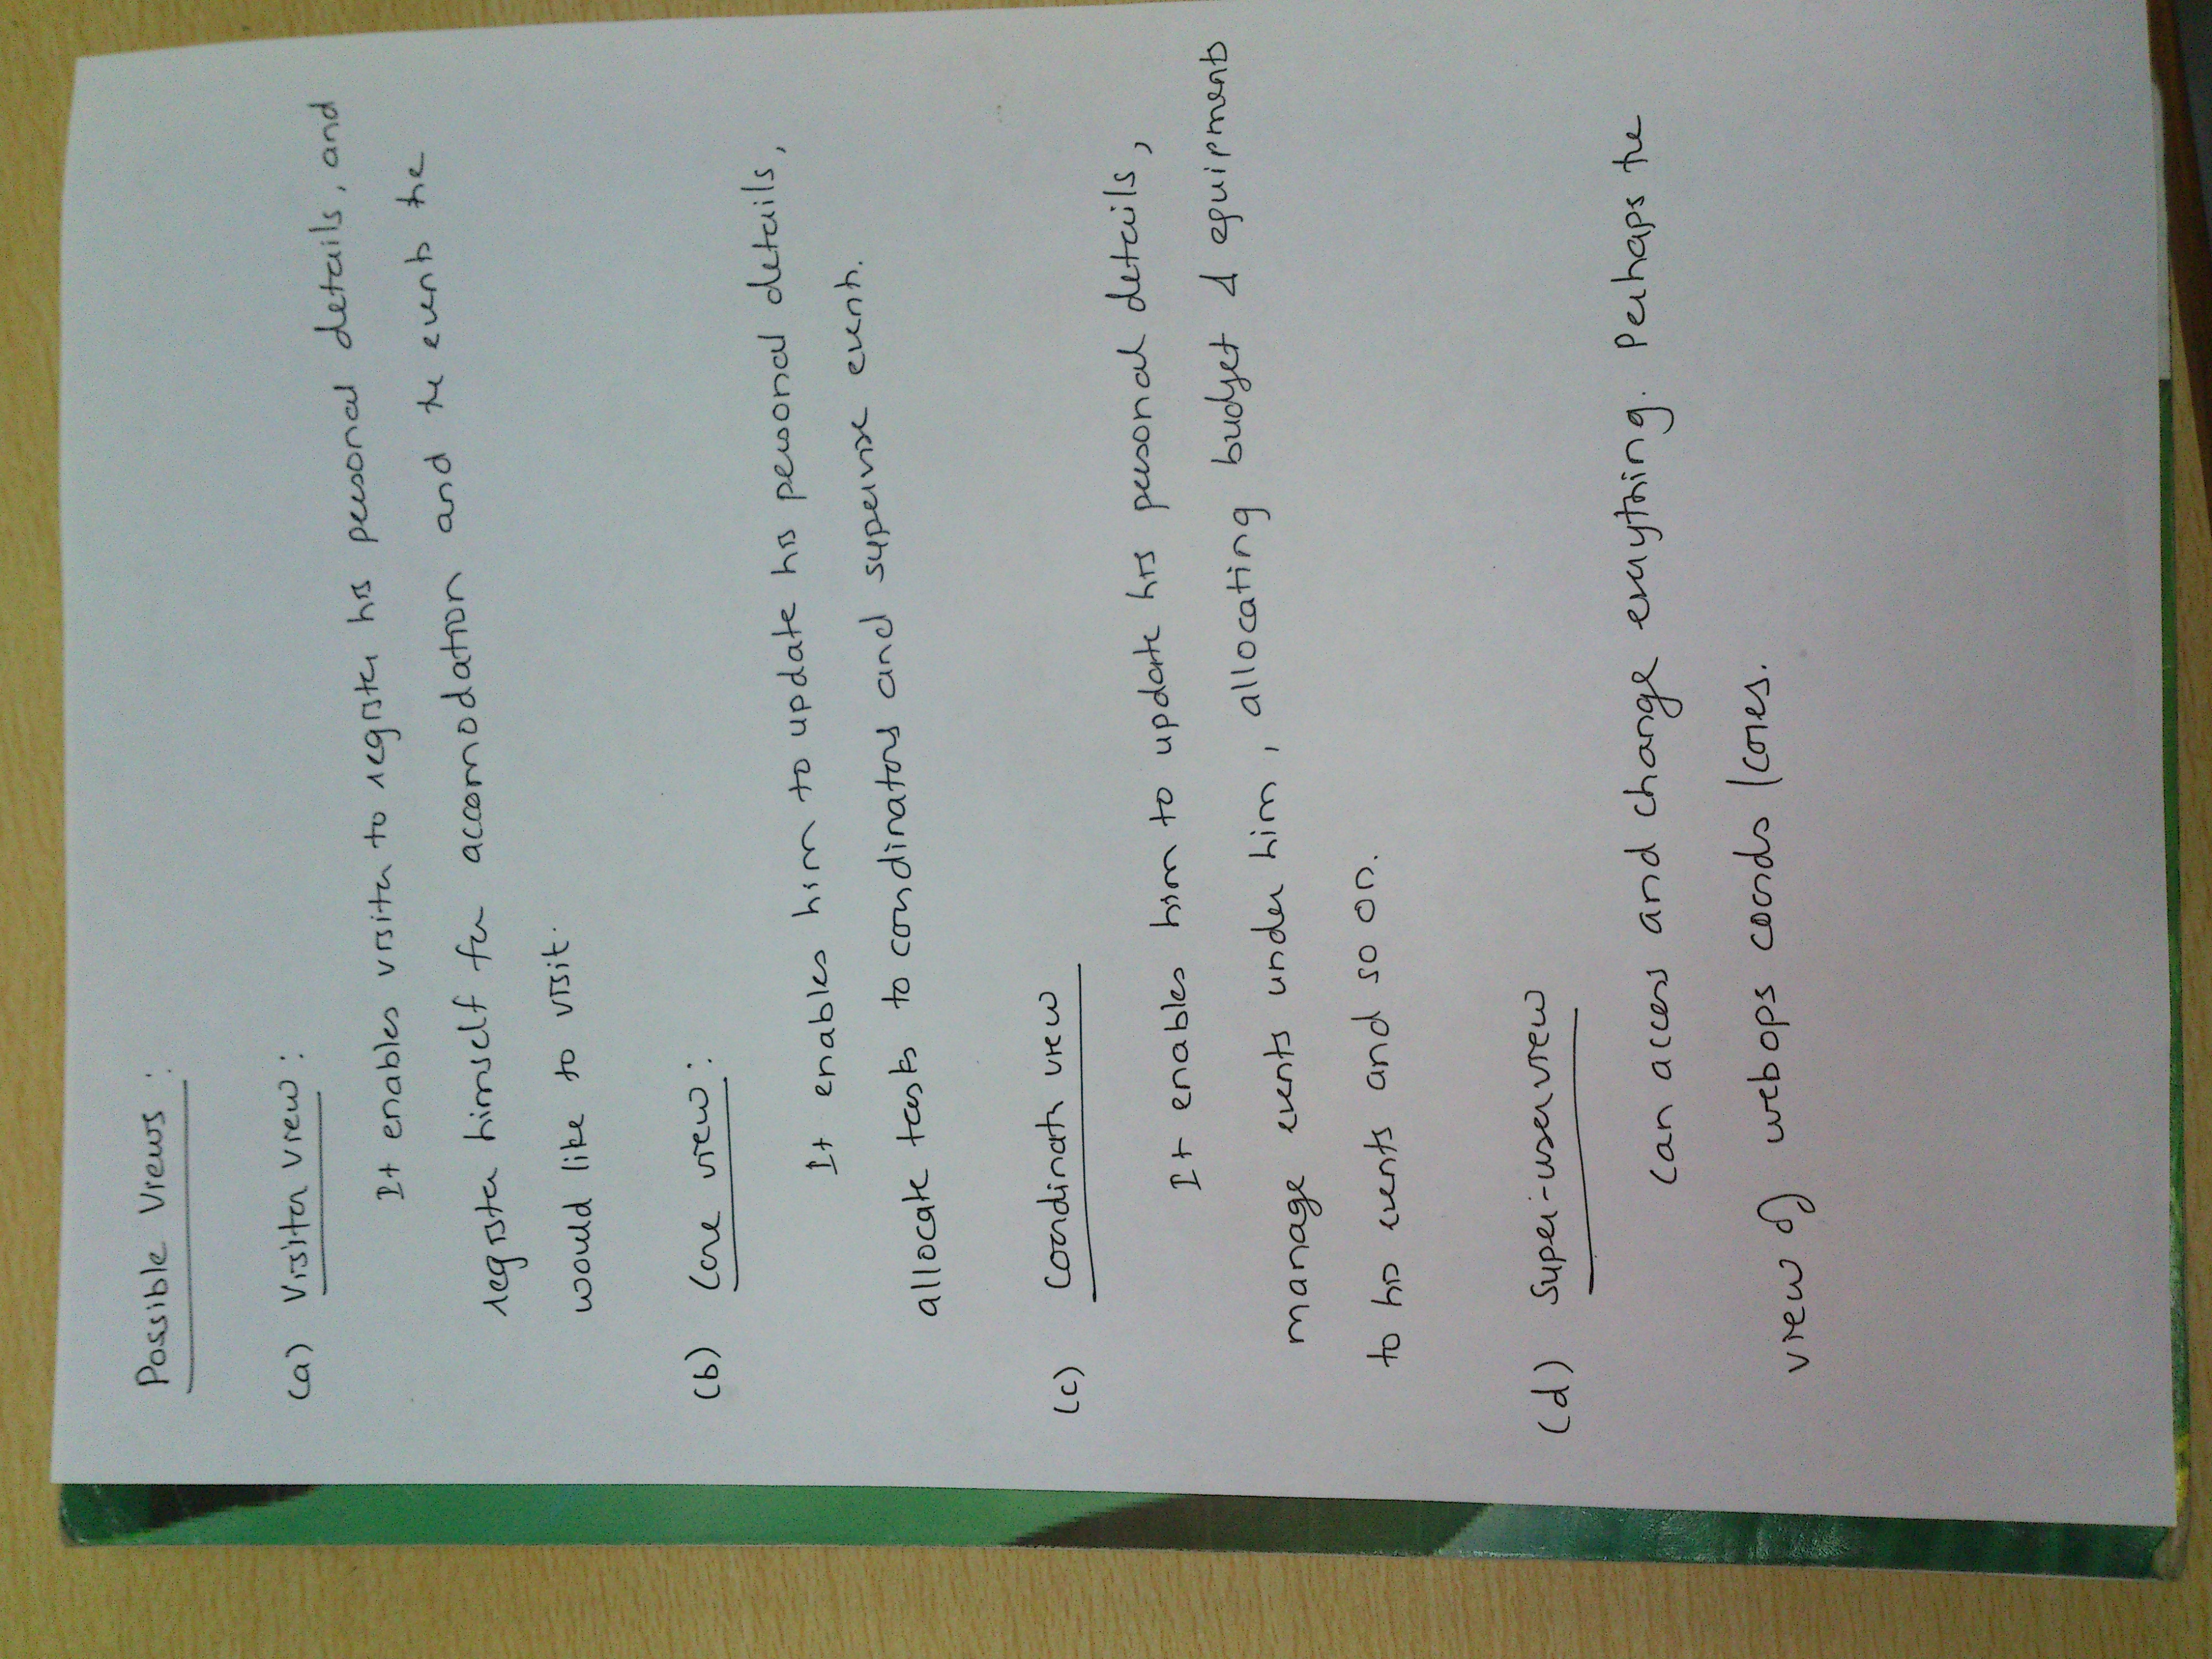 Possible Views :
(a) Visitor view :
It enables visitor to register his personal details, and
register himself for accomodation and the events he
would like to visit.
(b) Core view :
It enables him to update his personal details,
allocate tasks to coordinators and supervise events.
(c) Coordinator view
It enables him to update his personal details,
manage events under him, allocating budget & equipments
to his events and so on.
(d) Super-user view
Can access and change everything. Perhaps the
view of webops coords / cores.